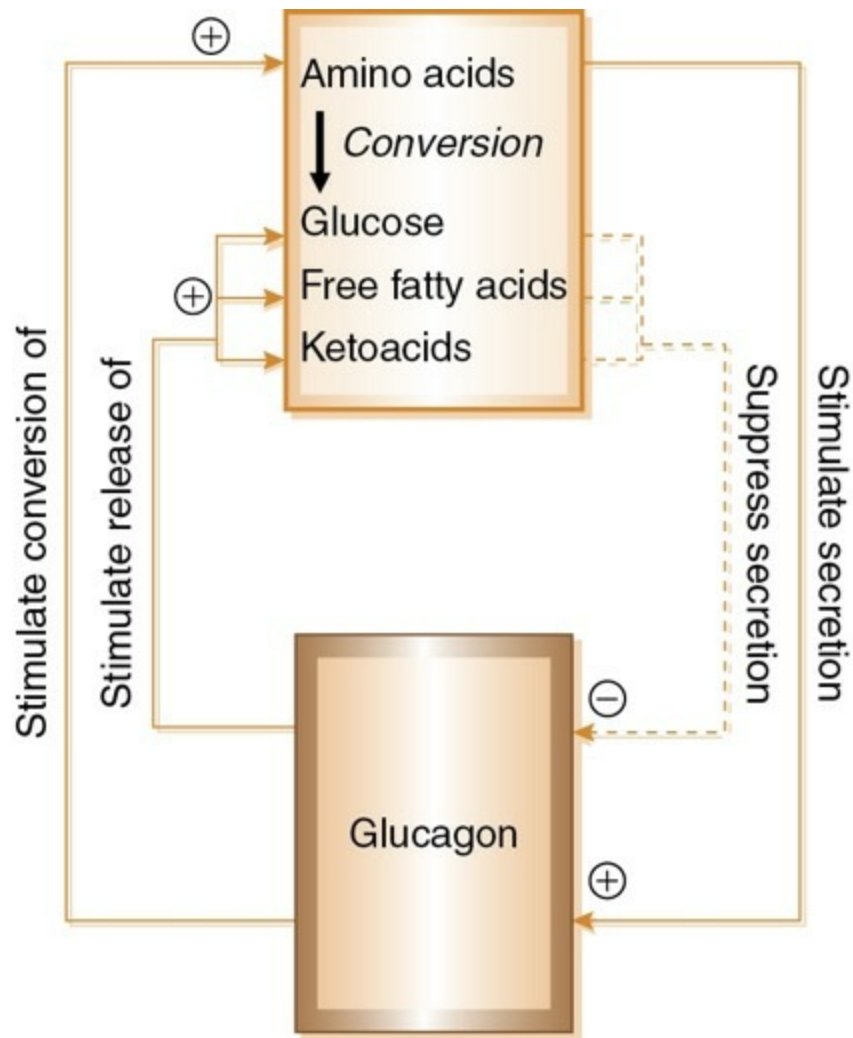 ⊕
Amino acids
Conversion
Glucose
⊕
Free fatty acids
Ketoacids
Stimulate conversion of
Stimulate release of
Suppress secretion
Stimulate secretion
⊖
Glucagon
⊕